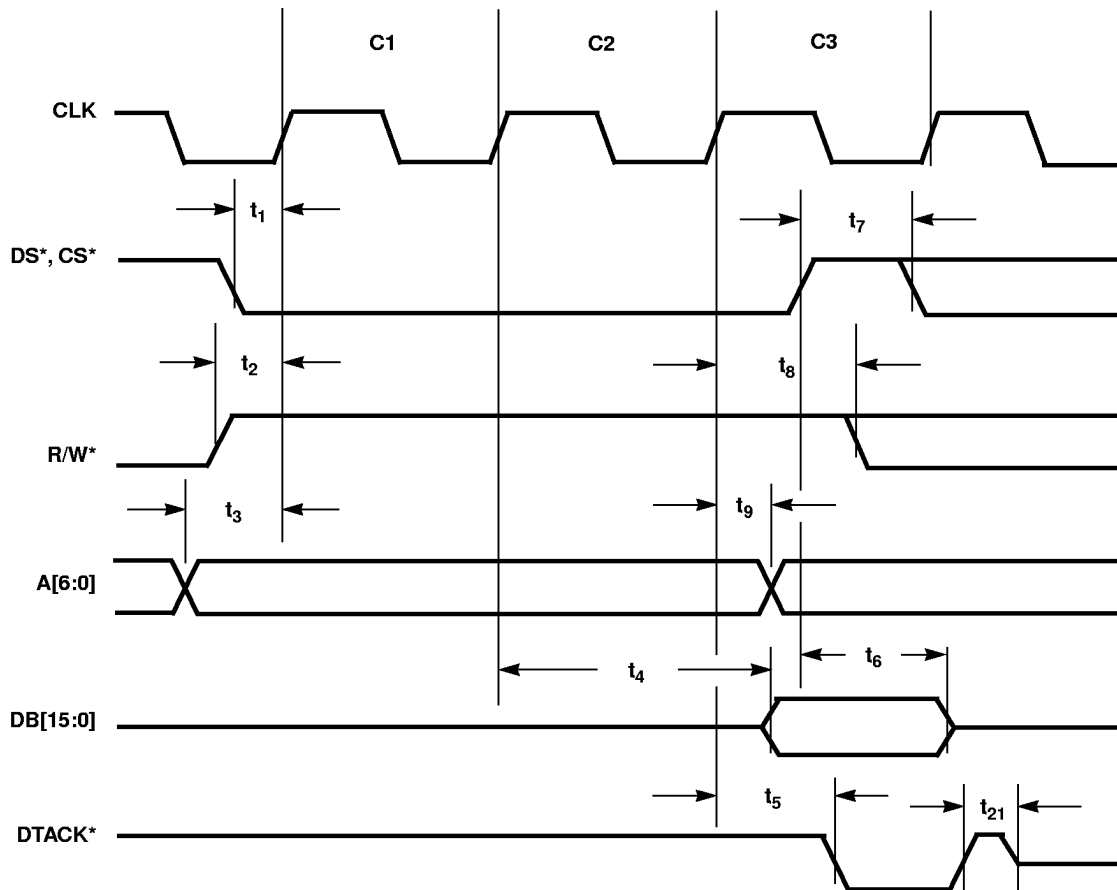 C1 C2 C3
CLK
t1
DS*, CS*
t7
t2
t8
R/W*
t3
t9
A[6:0]
t4
t6
DB[15:0]
t5
t21
DTACK*